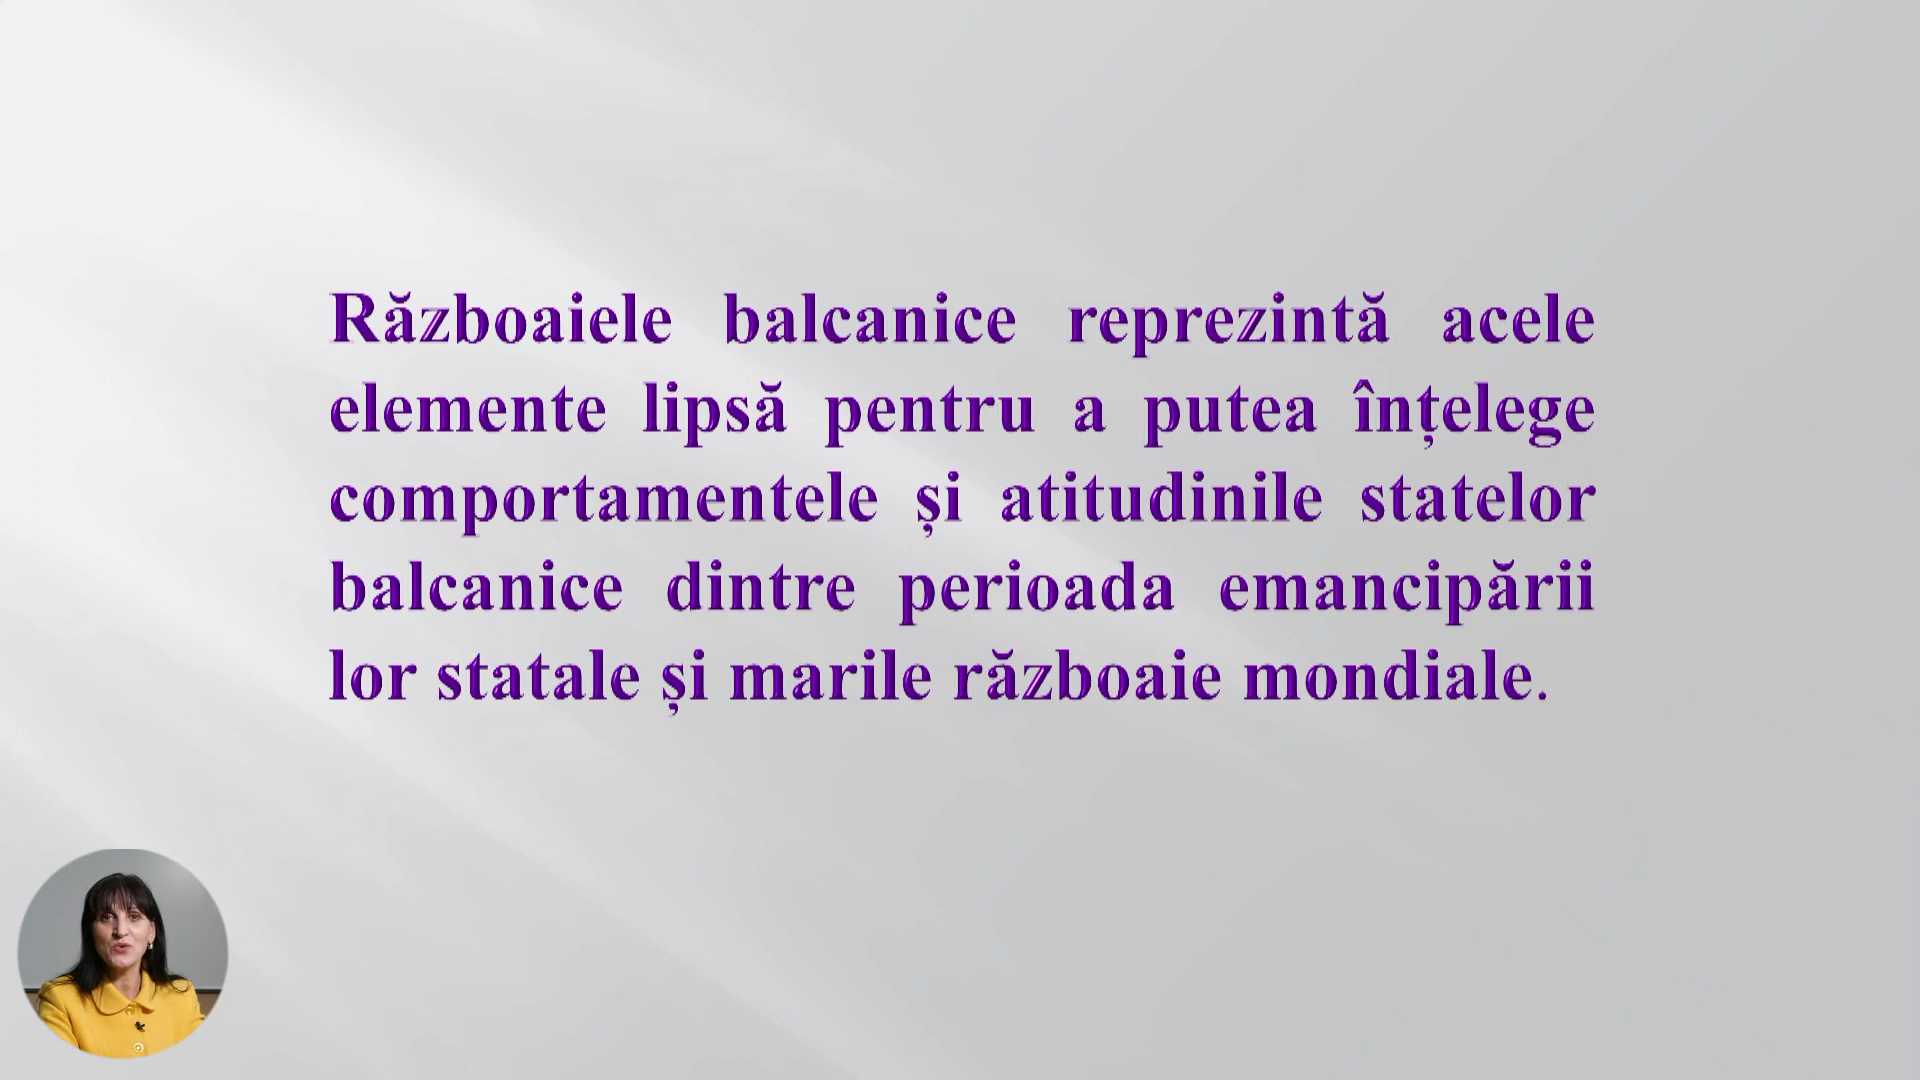 Războaiele balcanice reprezintă acele
elemente lipsă pentru a putea înțelege
comportamentele și atitudinile statelor
balcanice dintre perioada emancipării
lor statale și marile războaie mondiale.